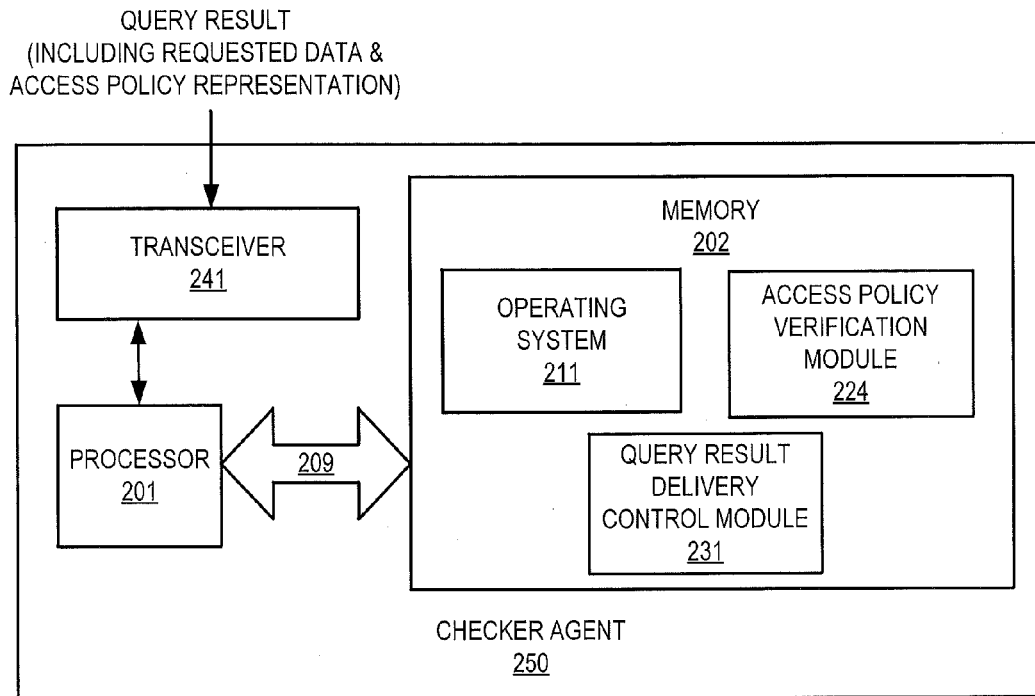 QUERY RESULT
(INCLUDING REQUESTED DATA &
ACCESS POLICY REPRESENTATION)
TRANSCEIVER
241
PROCESSOR
201
209
MEMORY
202
OPERATING
SYSTEM
211
ACCESS POLICY
VERIFICATION
MODULE
224
QUERY RESULT
DELIVERY
CONTROL MODULE
231
CHECKER AGENT
250